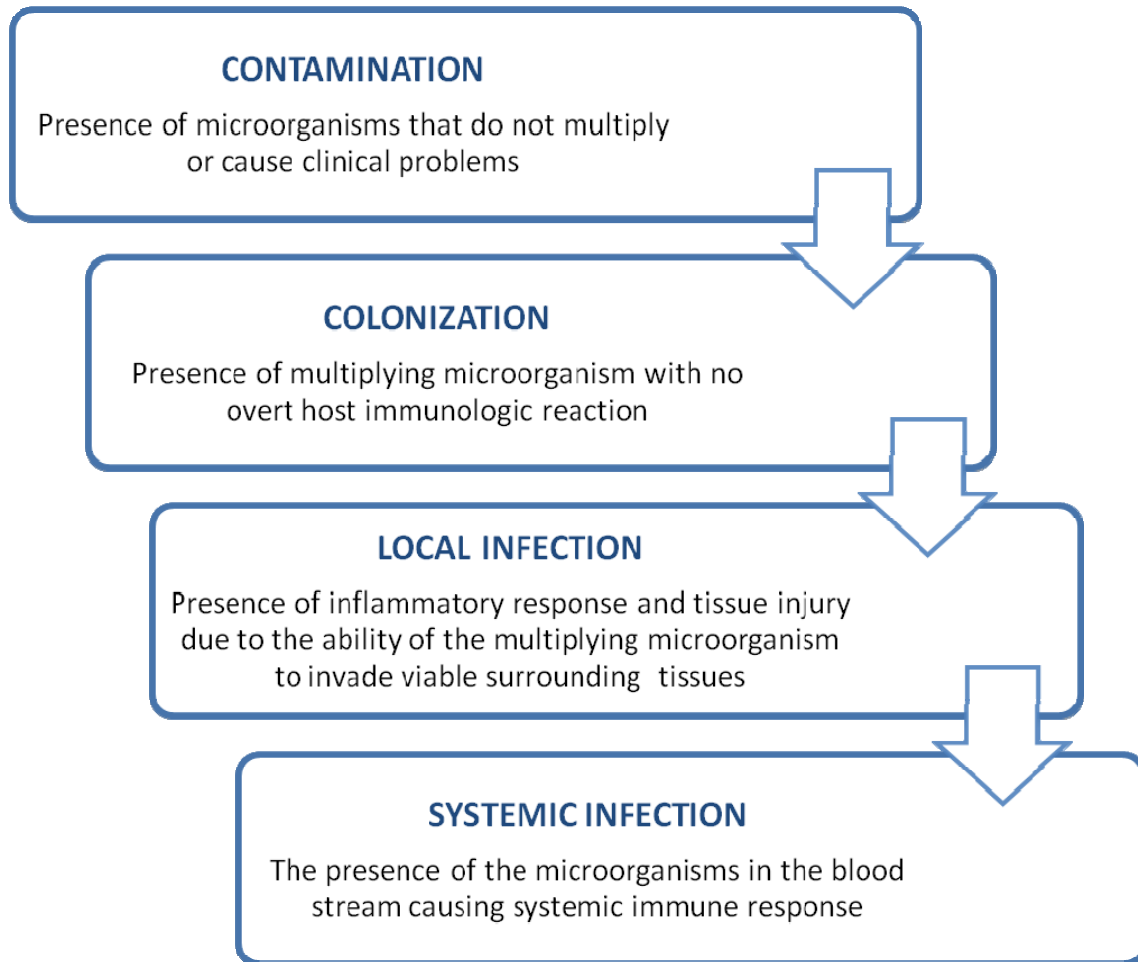 CONTAMINATION
Presence of microorganisms that do not multiply
or cause clinical problems
COLONIZATION
Presence of multiplying microorganism with no
overt host immunologic reaction
LOCAL INFECTION
Presence of inflammatory response and tissue injury
due to the ability of the multiplying microorganism
to invade viable surrounding tissues
SYSTEMIC INFECTION
The presence of the microorganisms in the blood
stream causing systemic immune response